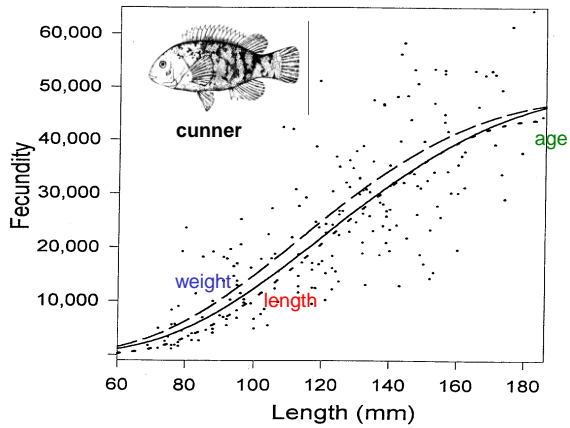 60,000
50,000
40,000
30,000
20,000
10,000
Fecundity
cunner
age
weight
length
60 80 100 120 140 160 180
Length (mm)